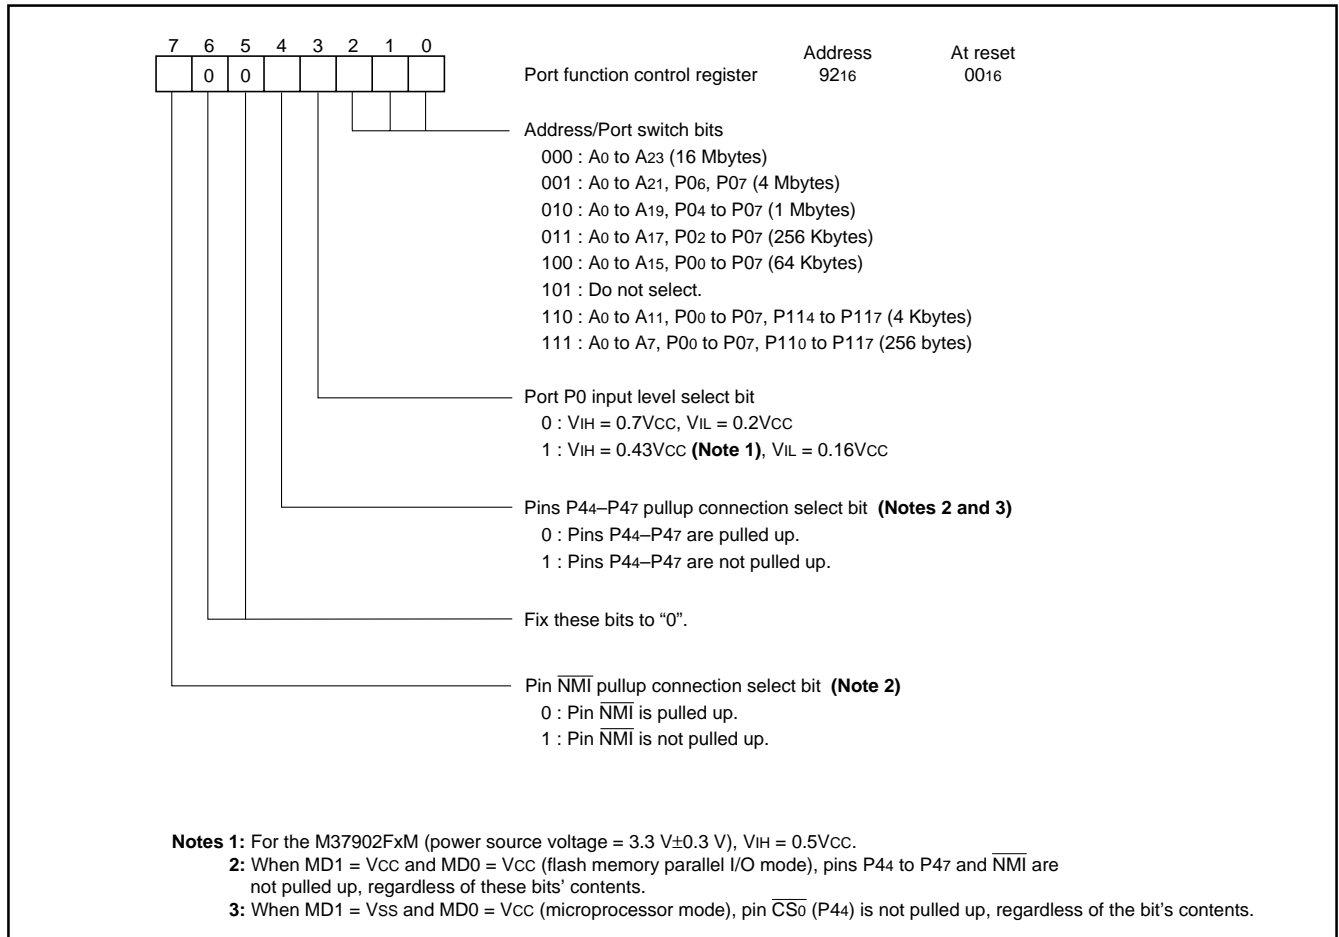 7 6 5 4 3 2 1 0
0 0
Address At reset
Port function control register 9216 0016
Address/Port switch bits
000 : A0 to A23 (16 Mbytes)
001 : A0 to A21, P06, P07 (4 Mbytes)
010 : A0 to A19, P04 to P07 (1 Mbytes)
011 : A0 to A17, P02 to P07 (256 Kbytes)
100 : A0 to A15, P00 to P07 (64 Kbytes)
101 : Do not select.
110 : A0 to A11, P00 to P07, P114 to P117 (4 Kbytes)
111 : A0 to A7, P00 to P07, P110 to P117 (256 bytes)
Port P0 input level select bit
0 : VIH = 0.7VCC, VIL = 0.2VCC
1 : VIH = 0.43VCC (Note 1), VIL = 0.16VCC
Pins P44–P47 pullup connection select bit (Notes 2 and 3)
0 : Pins P44–P47 are pulled up.
1 : Pins P44–P47 are not pulled up.
Fix these bits to “0”.
Pin N̅M̅I̅ pullup connection select bit (Note 2)
0 : Pin N̅M̅I̅ is pulled up.
1 : Pin N̅M̅I̅ is not pulled up.
Notes 1: For the M37902FxM (power source voltage = 3.3 V±0.3 V), VIH = 0.5VCC.
2: When MD1 = VCC and MD0 = VCC (flash memory parallel I/O mode), pins P44 to P47 and N̅M̅I̅ are
not pulled up, regardless of these bits’ contents.
3: When MD1 = VSS and MD0 = VCC (microprocessor mode), pin C̅S̅0̅ (P44) is not pulled up, regardless of the bit’s contents.